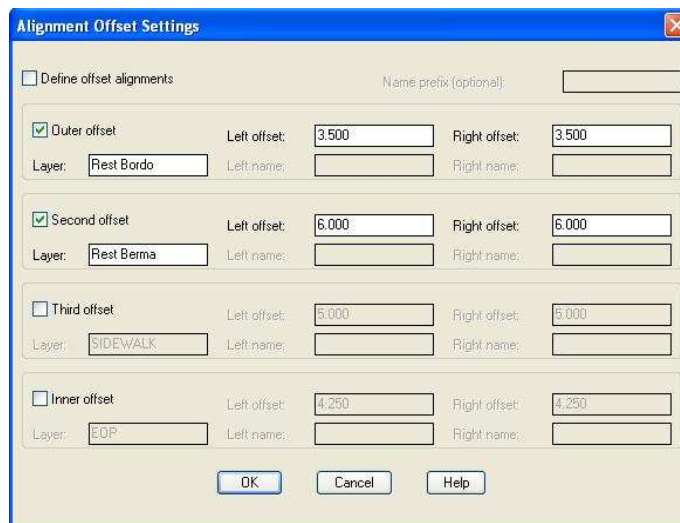 Alignment Offset Settings
Define offset alignments Name prefix (optional):
Outer offset Left offset: 3.500 Right offset: 3.500
Layer: Rest Bordo Left name: Right name:
Second offset Left offset: 6.000 Right offset: 6.000
Layer: Rest Berma Left name: Right name:
Third offset Left offset: 5.000 Right offset: 5.000
Layer: SIDEWALK Left name: Right name:
Inner offset Left offset: 4.250 Right offset: 4.250
Layer: EOP Left name: Right name:
OK Cancel Help